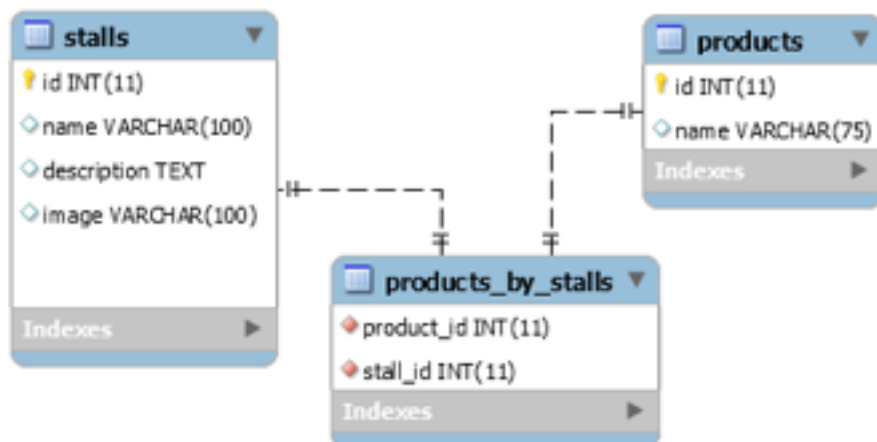 stalls
id INT(11)
name VARCHAR(100)
description TEXT
image VARCHAR(100)
Indexes
products
id INT(11)
name VARCHAR(75)
Indexes
products_by_stalls
product_id INT(11)
stall_id INT(11)
Indexes